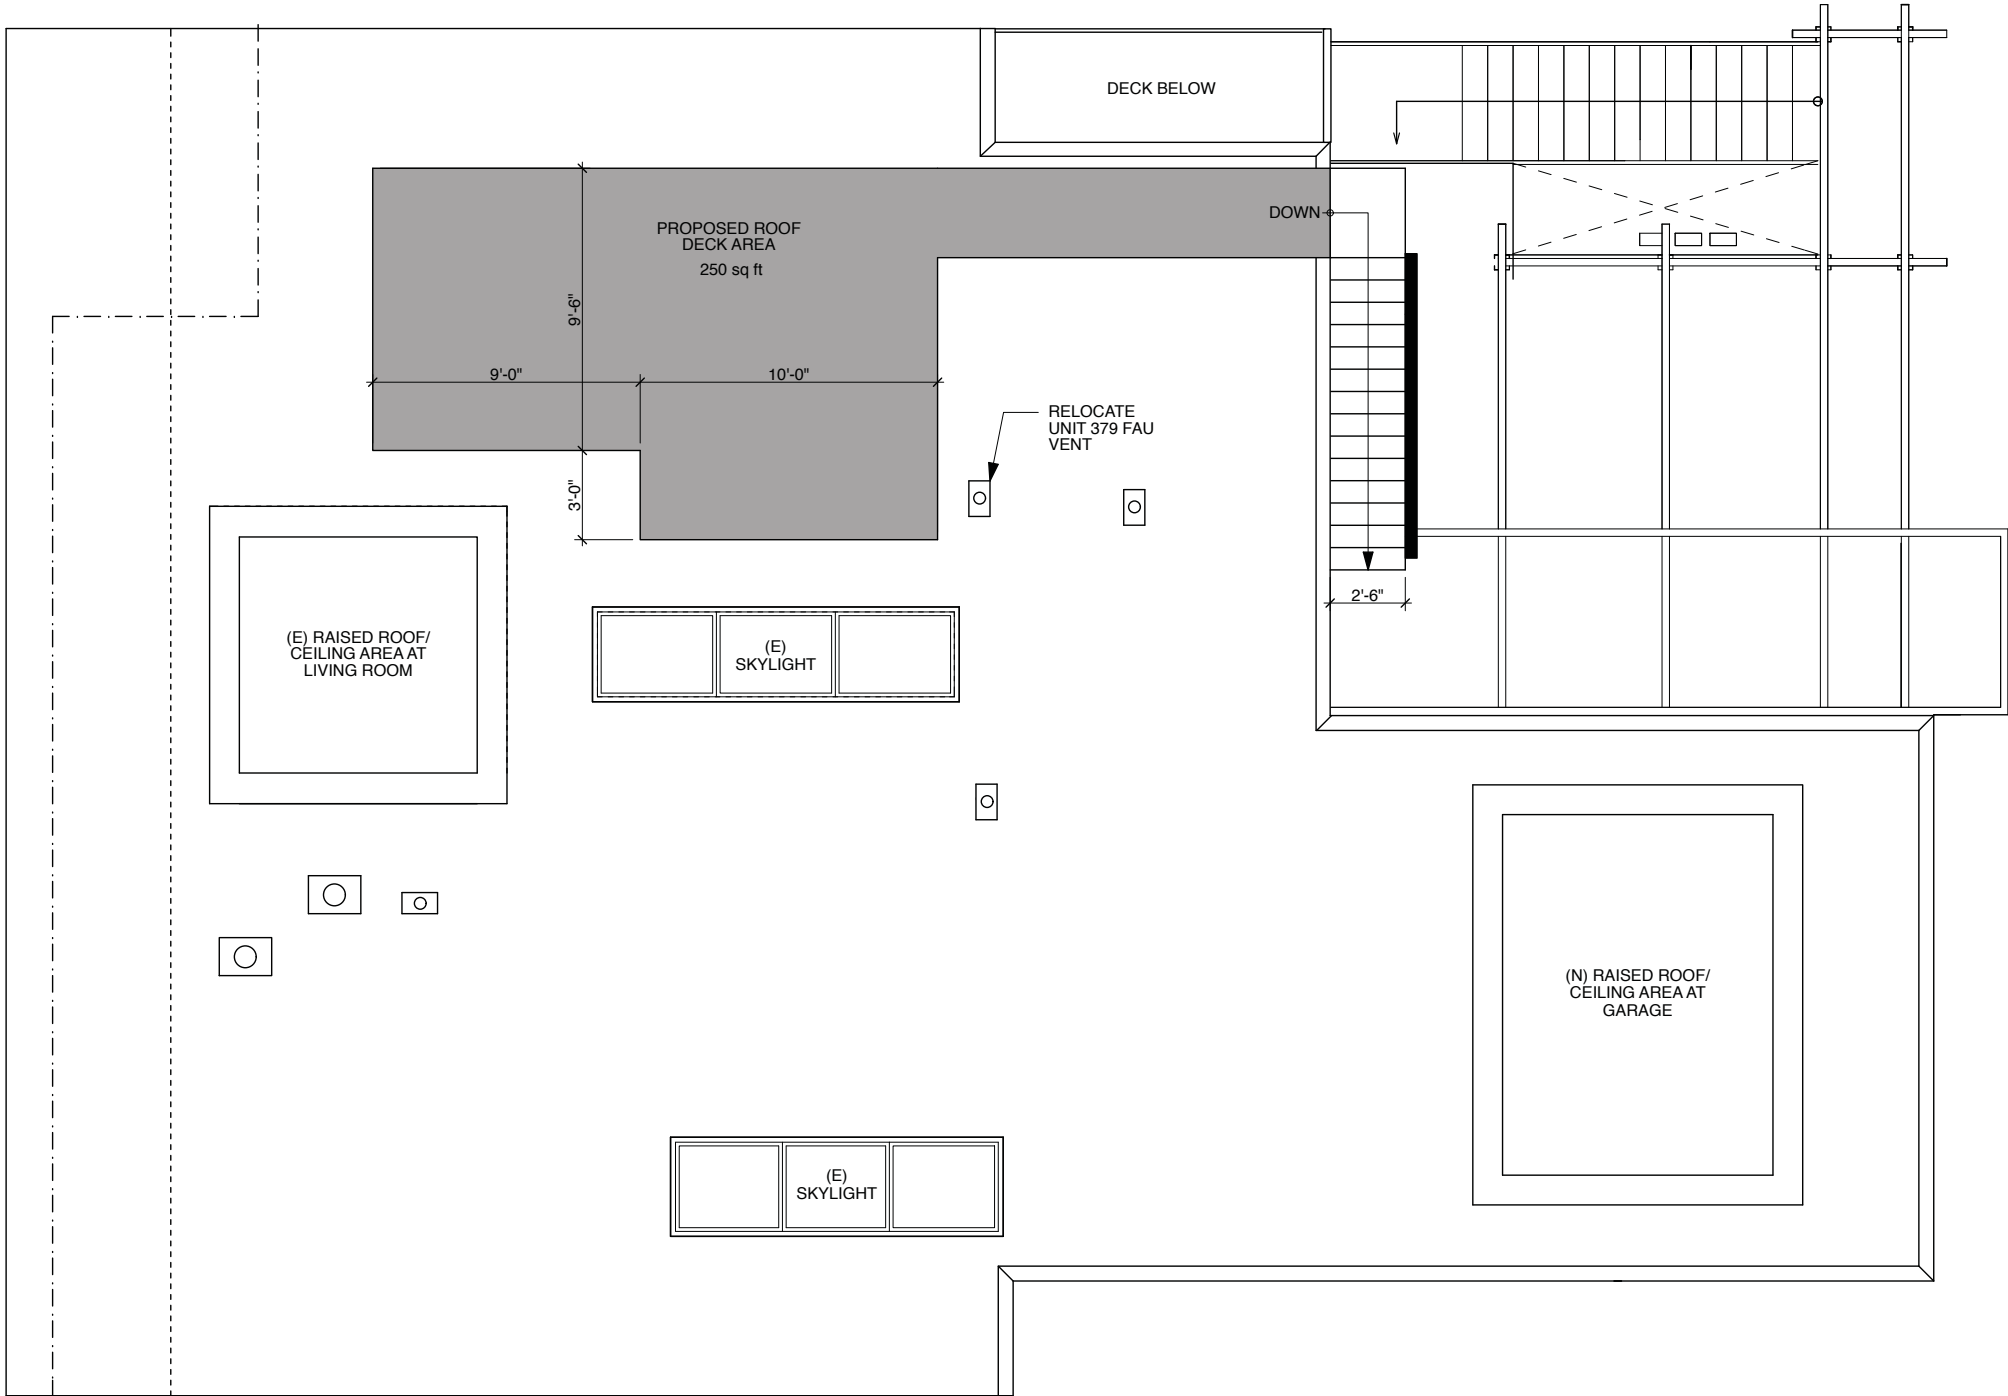 DECK BELOW
DOWN
PROPOSED ROOF
DECK AREA
250 sq ft
9'-6"
9'-0"
10'-0"
RELOCATE
UNIT 379 FAU
VENT
3'-0"
2'-6"
(E) RAISED ROOF/
CEILING AREA AT
LIVING ROOM
(E)
SKYLIGHT
(N) RAISED ROOF/
CEILING AREA AT
GARAGE
(E)
SKYLIGHT